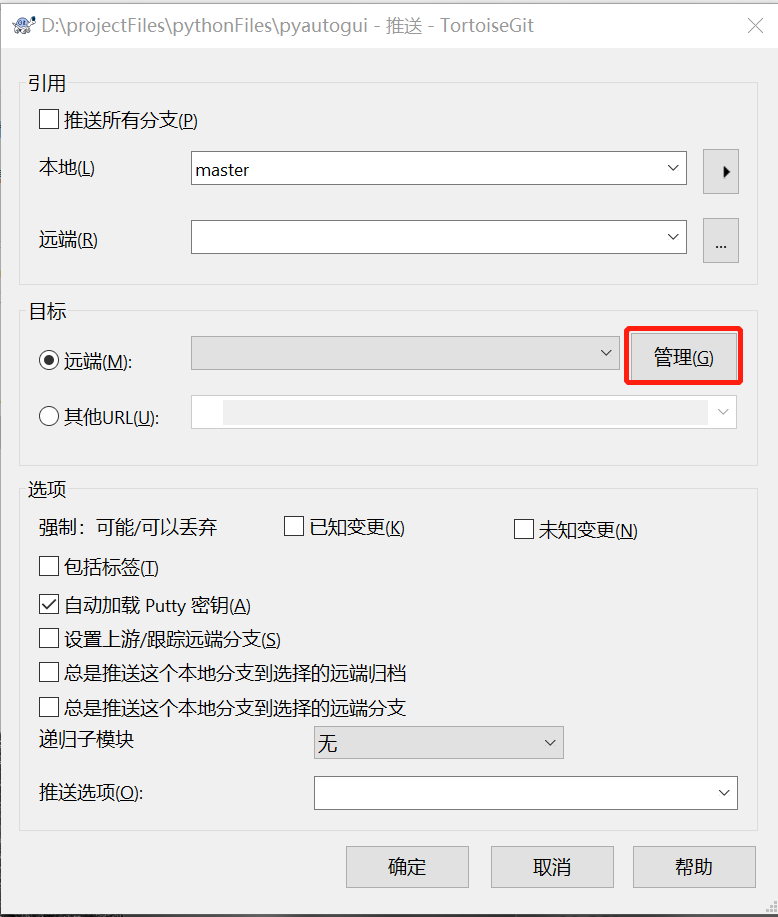 D:\projectFiles\pythonFiles\pyautogui - 推送 - TortoiseGit
引用
推送所有分支(P)
本地(L)
master
远端(R)
...
目标
远端(M):
管理(G)
其他URL(U):
选项
强制：可能/可以丢弃
已知变更(K)
未知变更(N)
包括标签(T)
自动加载 Putty 密钥(A)
设置上游/跟踪远端分支(S)
总是推送这个本地分支到选择的远端归档
总是推送这个本地分支到选择的远端分支
递归子模块
无
推送选项(O):
确定
取消
帮助